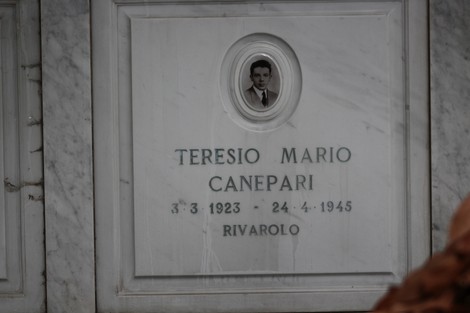 TERESIO MARIO
CANEPARI
3·3·1923 - 24·4·1945
RIVAROLO